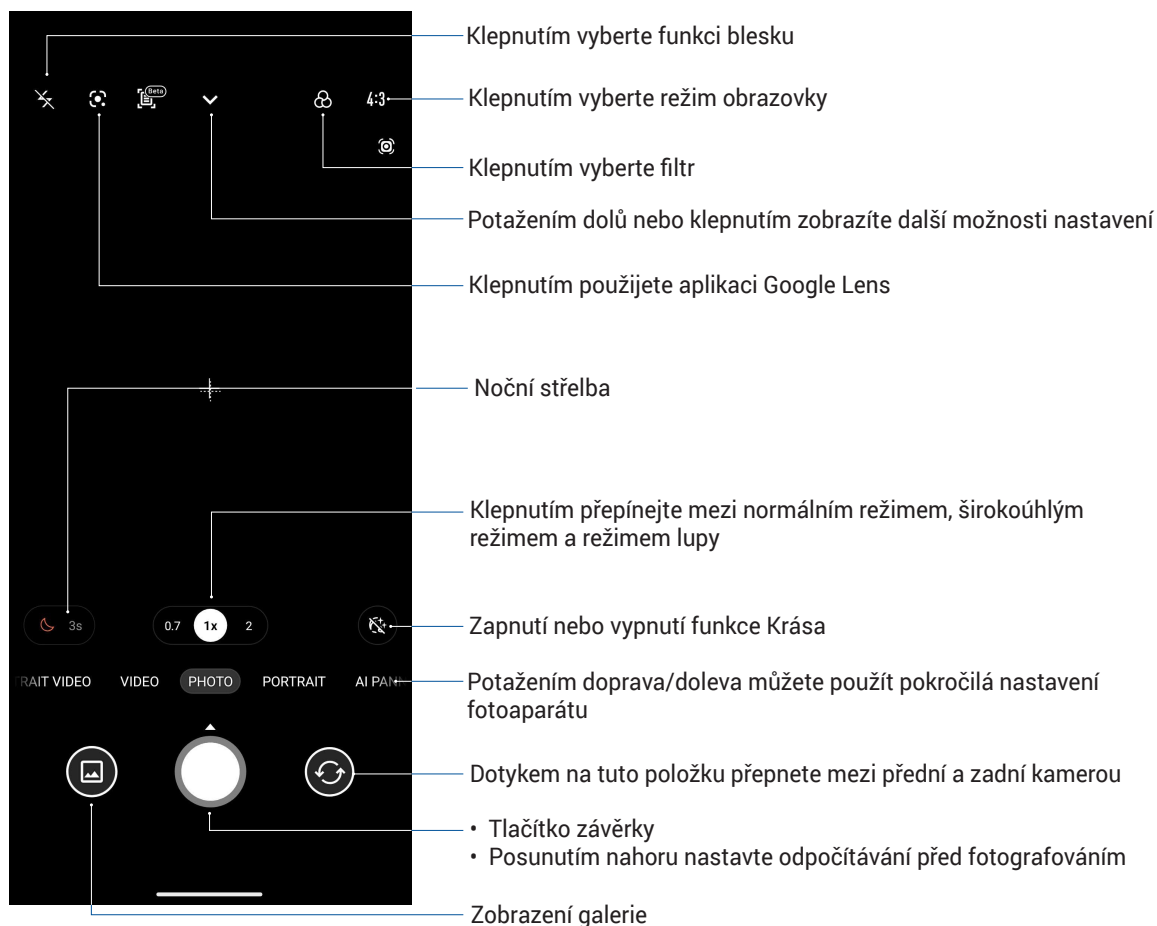 Klepnutím vyberte funkci blesku
Beta
4:3
Klepnutím vyberte režim obrazovky
Klepnutím vyberte filtr
Potažením dolů nebo klepnutím zobrazíte další možnosti nastavení
Klepnutím použijete aplikaci Google Lens
Noční střelba
Klepnutím přepínejte mezi normálním režimem, širokoúhlým
režimem a režimem lupy
3s
0.7 1x 2
Zapnutí nebo vypnutí funkce Krása
RAIT VIDEO VIDEO PHOTO PORTRAIT AI PAN
Potažením doprava/doleva můžete použít pokročilá nastavení
fotoaparátu
Dotykem na tuto položku přepnete mezi přední a zadní kamerou
• Tlačítko závěrky
• Posunutím nahoru nastavte odpočítávání před fotografováním
Zobrazení galerie